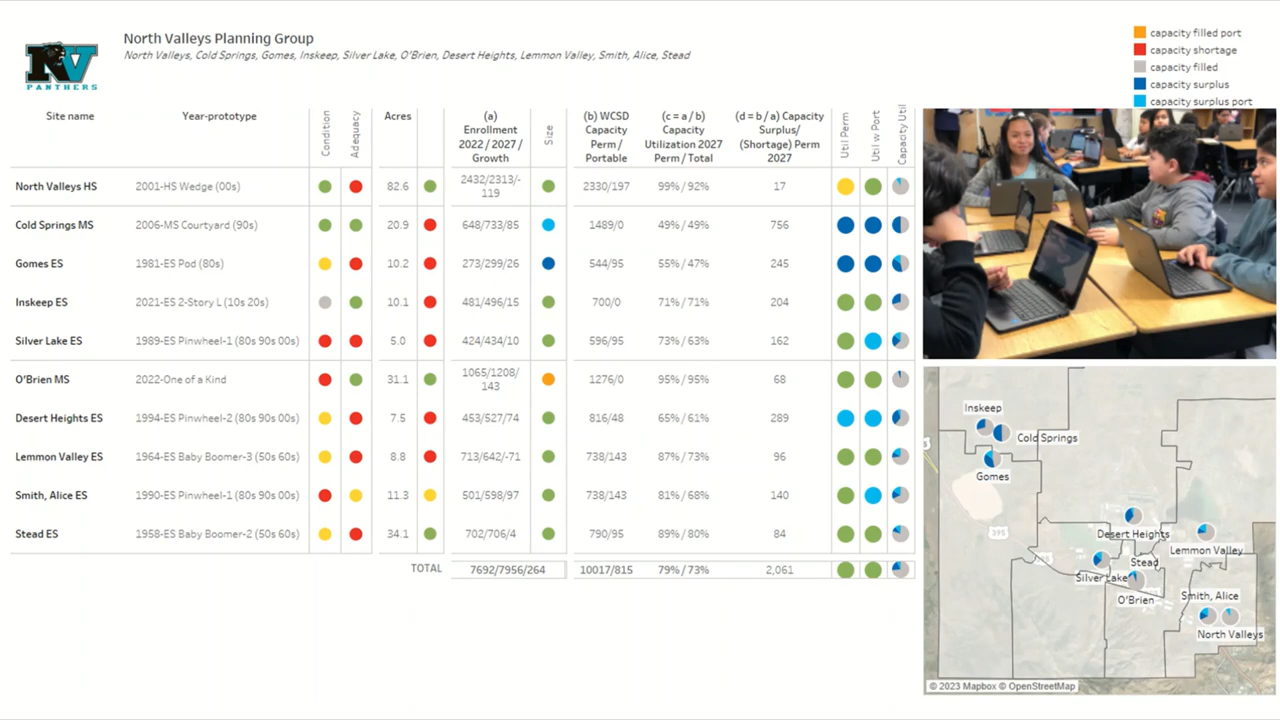 North Valleys Planning Group
North Valleys, Cold Springs, Gomes, Inskeep, Silver Lake, O'Brien, Desert Heights, Lemmon Valley, Smith, Alice, Stead
NV
PANTHERS
capacity filled port
capacity shortage
capacity filled
capacity surplus
capacity surplus port
Site name
Year-prototype
Condition
Adequacy
Acres
(a)
Enrollment
2022 / 2027 /
Growth
Size
(b) WCSD
Capacity
Perm /
Portable
(c = a / b)
Capacity
Utilization 2027
Perm / Total
(d = b / a) Capacity
Surplus/
(Shortage) Perm
2027
Util Perm
Util w Port
Capacity Util
North Valleys HS 2001-HS Wedge (00s) 82.6 2432/2313/-
119 2330/197 99% / 92% 17
Cold Springs MS 2006-MS Courtyard (90s) 20.9 648/733/85 1489/0 49% / 49% 756
Gomes ES 1981-ES Pod (80s) 10.2 273/299/26 544/95 55% / 47% 245
Inskeep ES 2021-ES 2-Story L (10s 20s) 10.1 481/496/15 700/0 71% / 71% 204
Silver Lake ES 1989-ES Pinwheel-1 (80s 90s 00s) 5.0 424/434/10 596/95 73% / 63% 162
O'Brien MS 2022-One of a Kind 31.1 1065/1208/
143 1276/0 95% / 95% 68
Desert Heights ES 1994-ES Pinwheel-2 (80s 90s 00s) 7.5 453/527/74 816/48 65% / 61% 289
Lemmon Valley ES 1964-ES Baby Boomer-3 (50s 60s) 8.8 713/642/-71 738/143 87% / 73% 96
Smith, Alice ES 1990-ES Pinwheel-1 (80s 90s 00s) 11.3 501/598/97 738/143 81% / 68% 140
Stead ES 1958-ES Baby Boomer-2 (50s 60s) 34.1 702/706/4 790/95 89% / 80% 84
TOTAL 7692/7956/264 10017/815 79% / 73% 2,061
Inskeep
Cold Springs
Gomes
395
395
Desert Heights
Lemmon Valley
Stead
Silver Lake
O'Brien
Smith, Alice
North Valleys
© 2023 Mapbox © OpenStreetMap